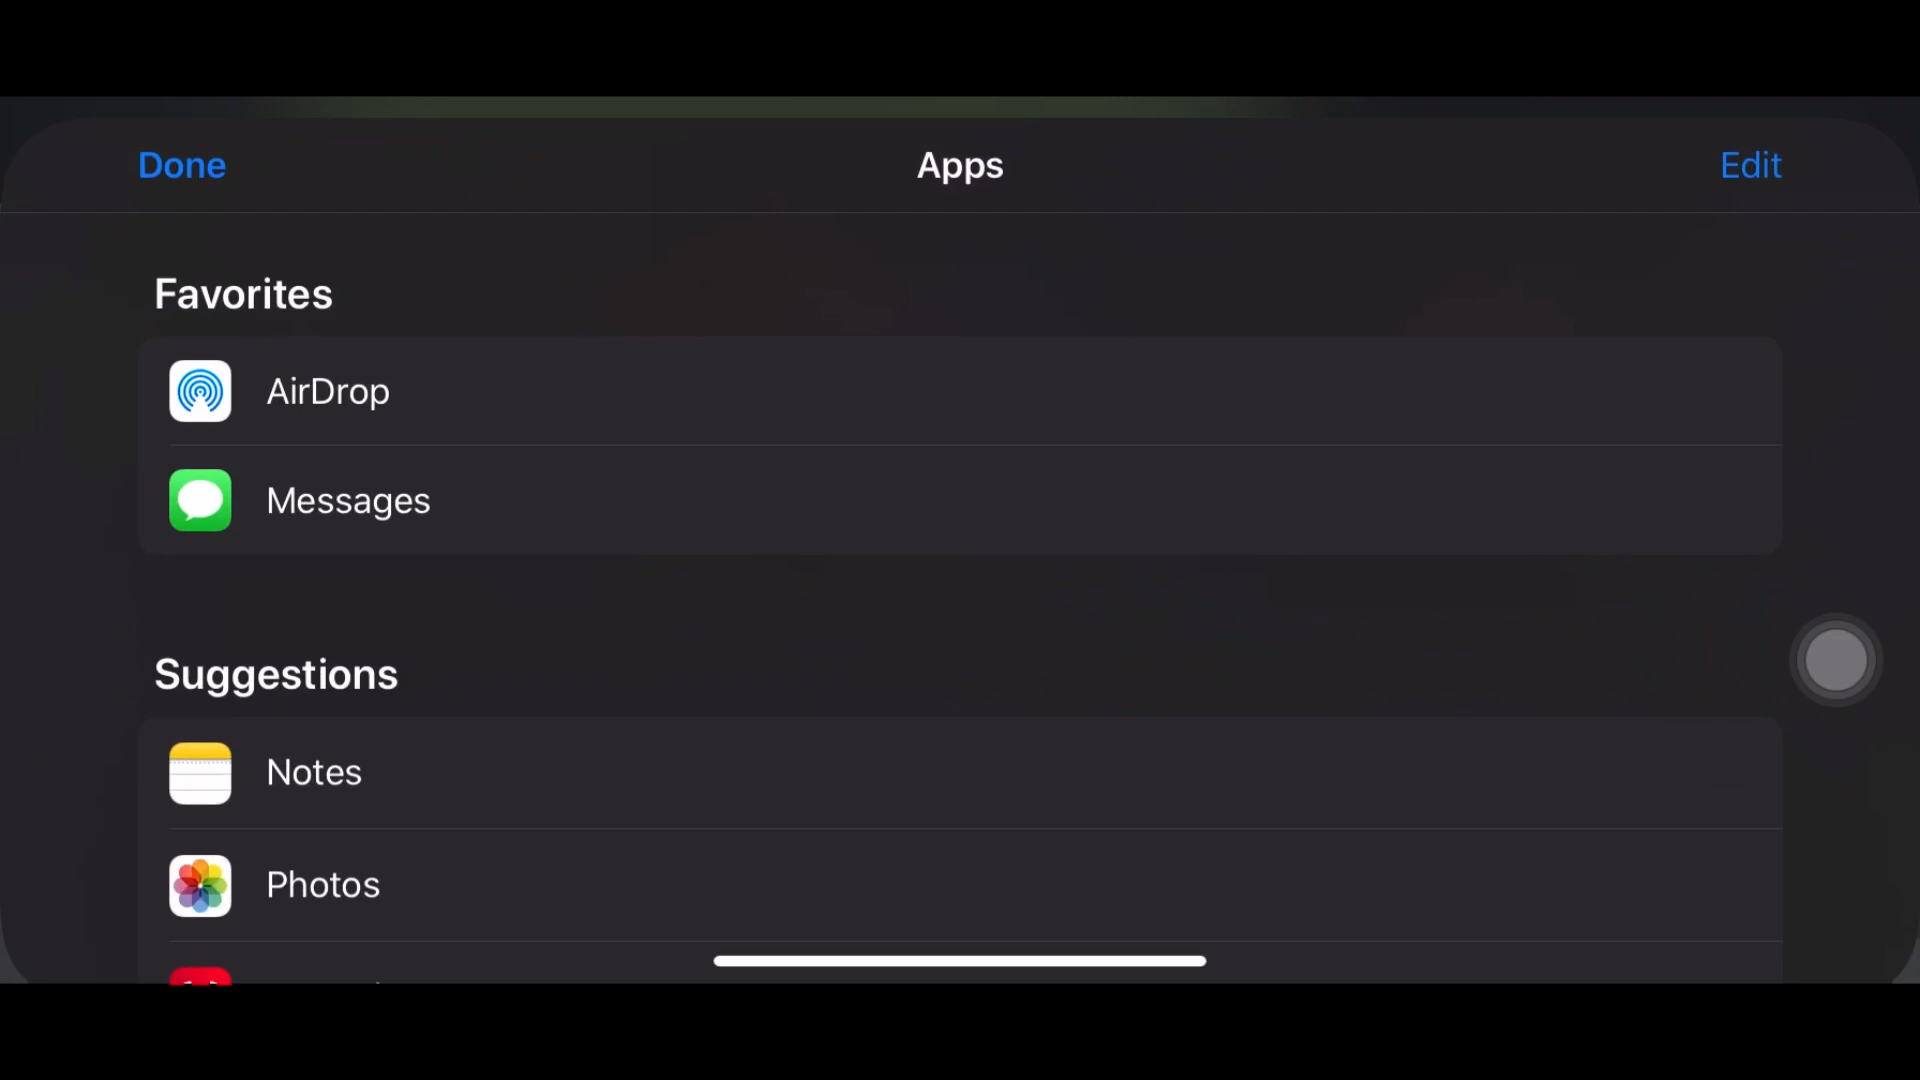 Done
Apps
Edit
Favorites
AirDrop
Messages
Suggestions
Notes
Photos